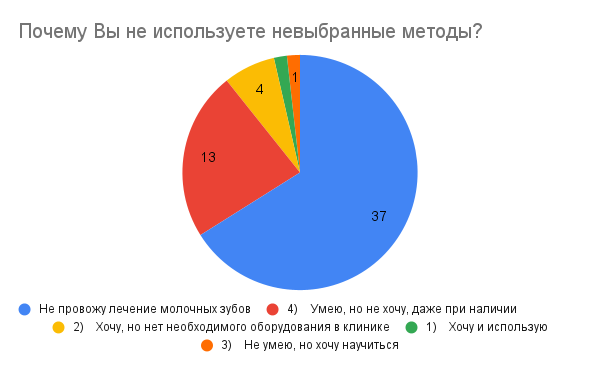 Почему Вы не используете невыбранные методы?
1
4
13
37
Не провожу лечение молочных зубов 4) Умею, но не хочу, даже при наличии
2) Хочу, но нет необходимого оборудования в клинике 1) Хочу и использую
3) Не умею, но хочу научиться